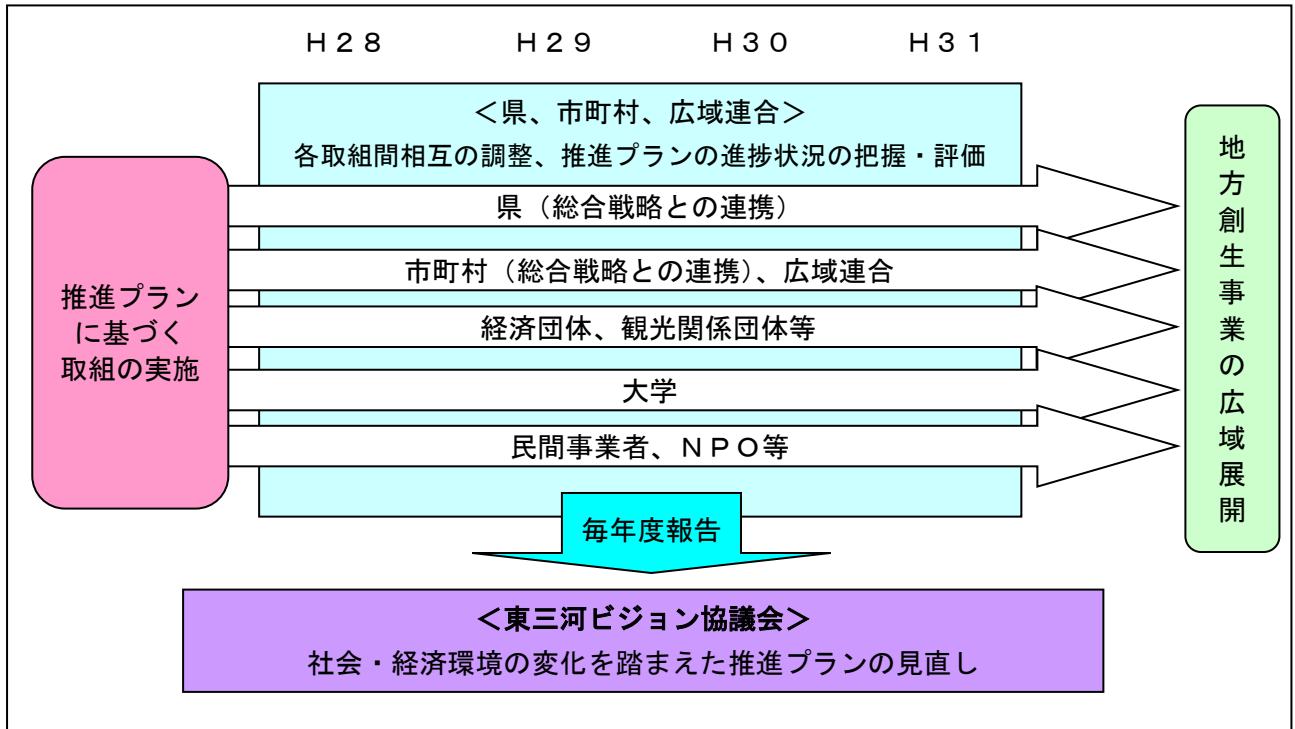 H28 H29 H30 H31
＜県、市町村、広域連合＞
各取組間相互の調整、推進プランの進捗状況の把握・評価
県（総合戦略との連携）
市町村（総合戦略との連携）、広域連合
経済団体、観光関係団体等
大学
民間事業者、ＮＰＯ等
推進プラン
に基づく
取組の実施
地方創生事業の広域展開
毎年度報告
＜東三河ビジョン協議会＞
社会・経済環境の変化を踏まえた推進プランの見直し